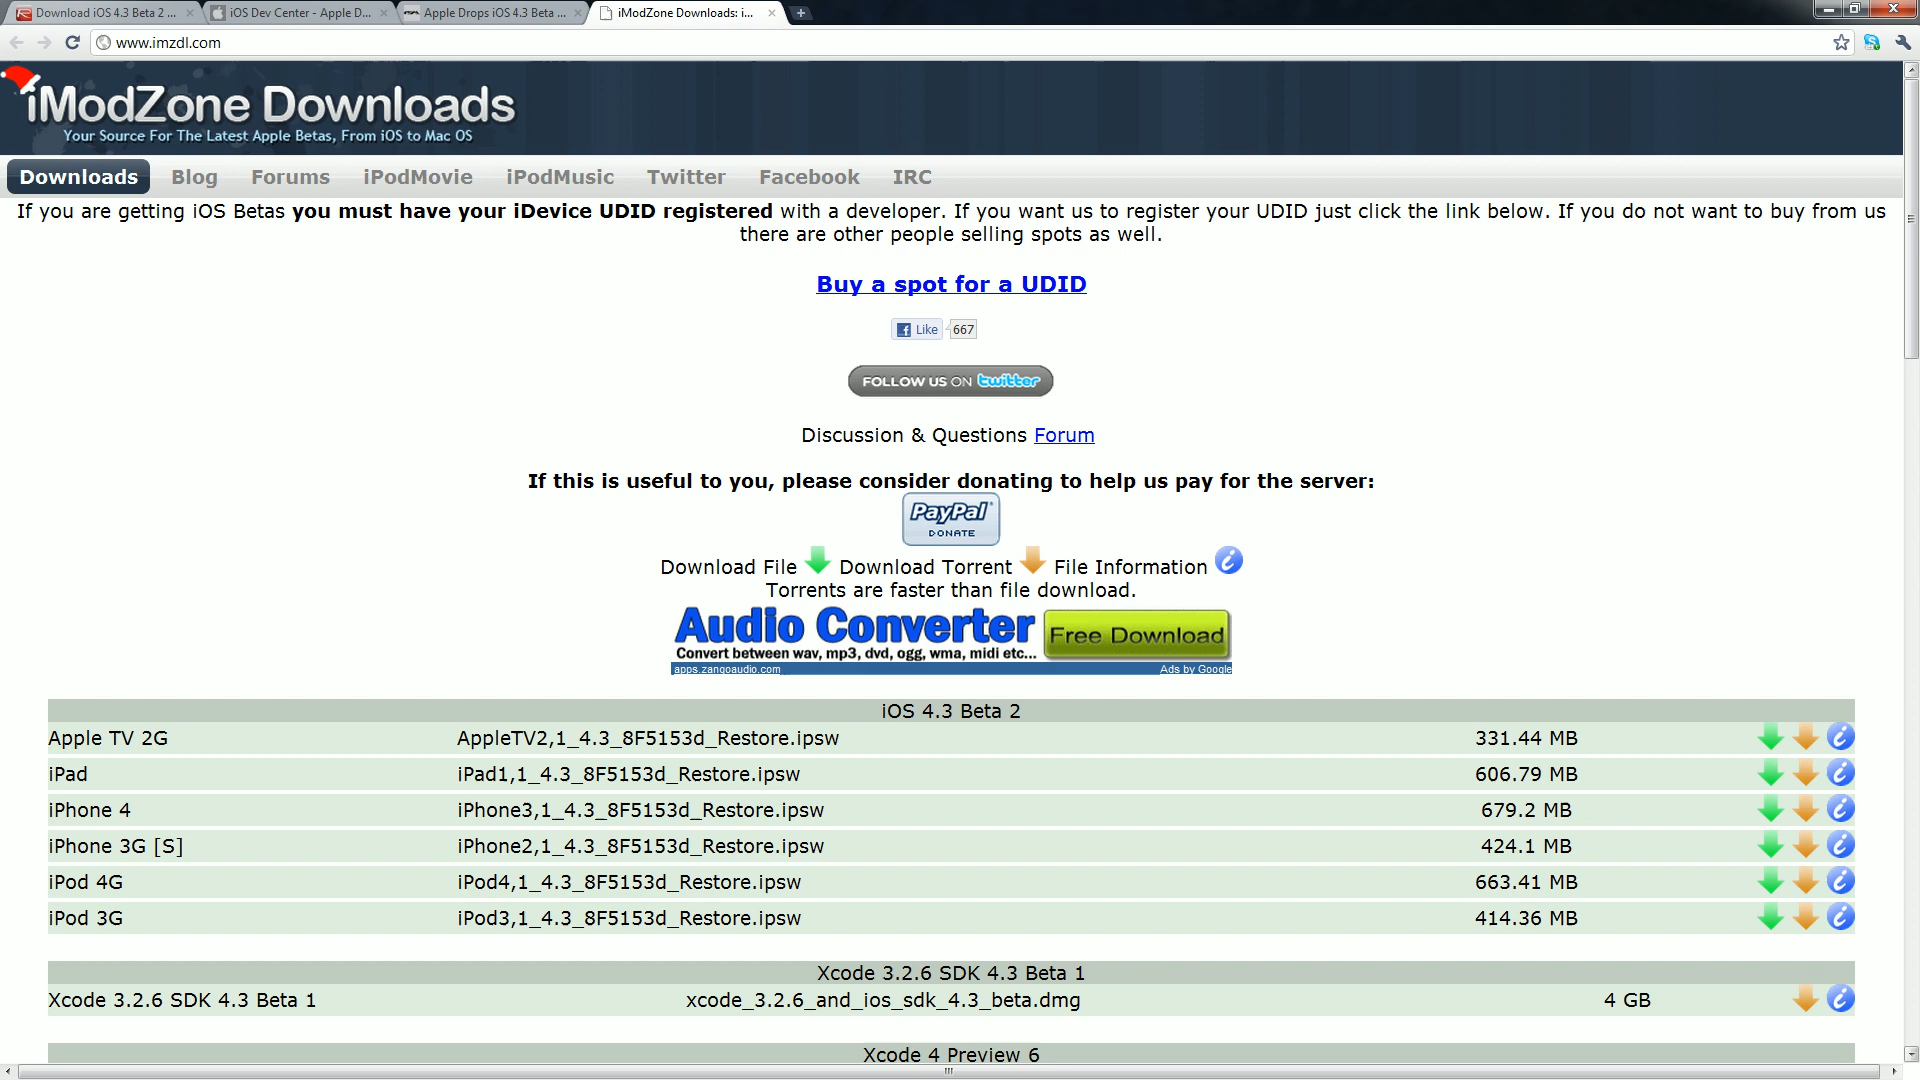 Download iOS 4.3 Beta 2 ...
iOS Dev Center - Apple D...
Apple Drops iOS 4.3 Beta ...
iModZone Downloads: i...
www.imzdl.com
iModZone Downloads
Your Source For The Latest Apple Betas, From iOS to Mac OS
Downloads Blog Forums iPodMovie iPodMusic Twitter Facebook IRC
If you are getting iOS Betas you must have your iDevice UDID registered with a developer. If you want us to register your UDID just click the link below. If you do not want to buy from us
there are other people selling spots as well.
Buy a spot for a UDID
Like 667
FOLLOW US ON twitter
Discussion & Questions Forum
If this is useful to you, please consider donating to help us pay for the server:
PayPal
DONATE
Download File Download Torrent File Information
Torrents are faster than file download.
Audio Converter Free Download
Convert between wav, mp3, dvd, ogg, wma, midi etc...
apps.zangoaudio.com Ads by Google
iOS 4.3 Beta 2
Apple TV 2G AppleTV2,1_4.3_8F5153d_Restore.ipsw 331.44 MB
iPad iPad1,1_4.3_8F5153d_Restore.ipsw 606.79 MB
iPhone 4 iPhone3,1_4.3_8F5153d_Restore.ipsw 679.2 MB
iPhone 3G [S] iPhone2,1_4.3_8F5153d_Restore.ipsw 424.1 MB
iPod 4G iPod4,1_4.3_8F5153d_Restore.ipsw 663.41 MB
iPod 3G iPod3,1_4.3_8F5153d_Restore.ipsw 414.36 MB
Xcode 3.2.6 SDK 4.3 Beta 1
Xcode 3.2.6 SDK 4.3 Beta 1 xcode_3.2.6_and_ios_sdk_4.3_beta.dmg 4 GB
Xcode 4 Preview 6